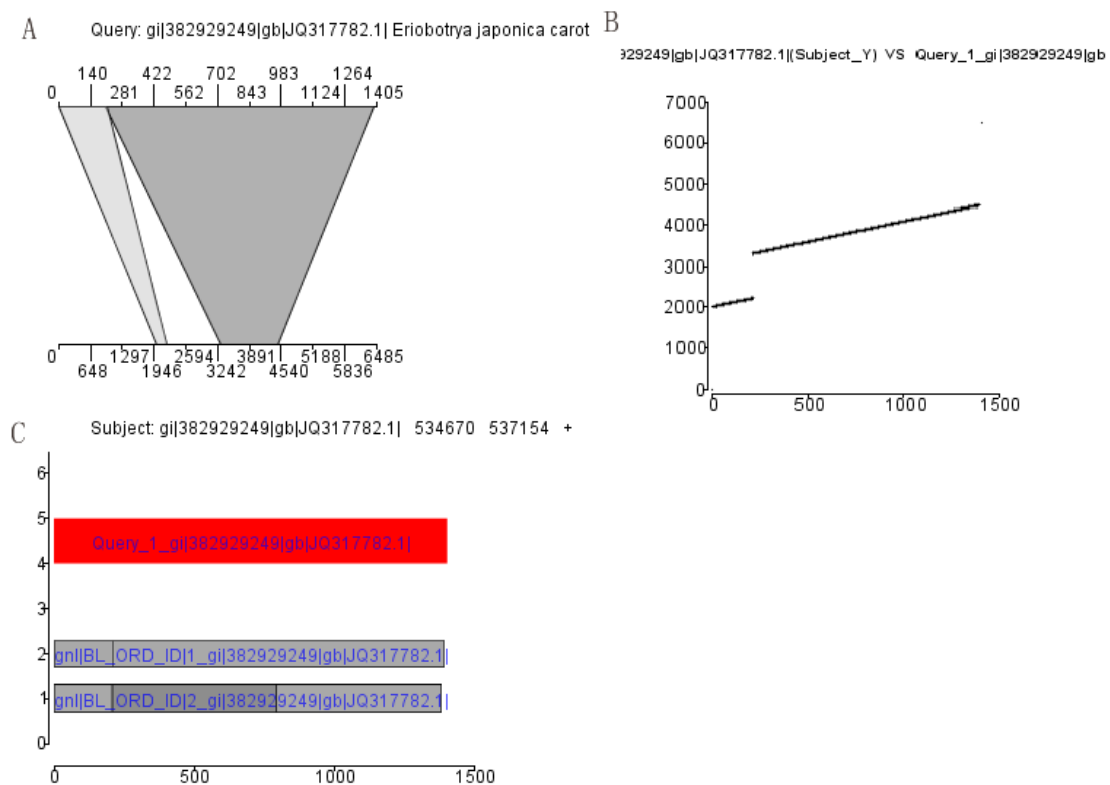 A
Query: gi|382929249|gb|JQ317782.1| Eriobotrya japonica carot
140 422 702 983 1264
0 281 562 843 1124 1405
0 1297 2594 3891 5188 6485
648 1946 3242 4540 5836
Subject: gi|382929249|gb|JQ317782.1| 534670 537154 +
B
929249|gb|JQ317782.1|(Subject_Y) VS Query_1_gi|382929249|gb
7000
6000
5000
4000
3000
2000
1000
0
0 500 1000 1500
C
6
5
4
3
2
1
0
Query_1_gi|382929249|gb|JQ317782.1|
gnl|BL_ORD_ID|1_gi|382929249|gb|JQ317782.1|
gnl|BL_ORD_ID|2_gi|382929249|gb|JQ317782.1|
0 500 1000 1500